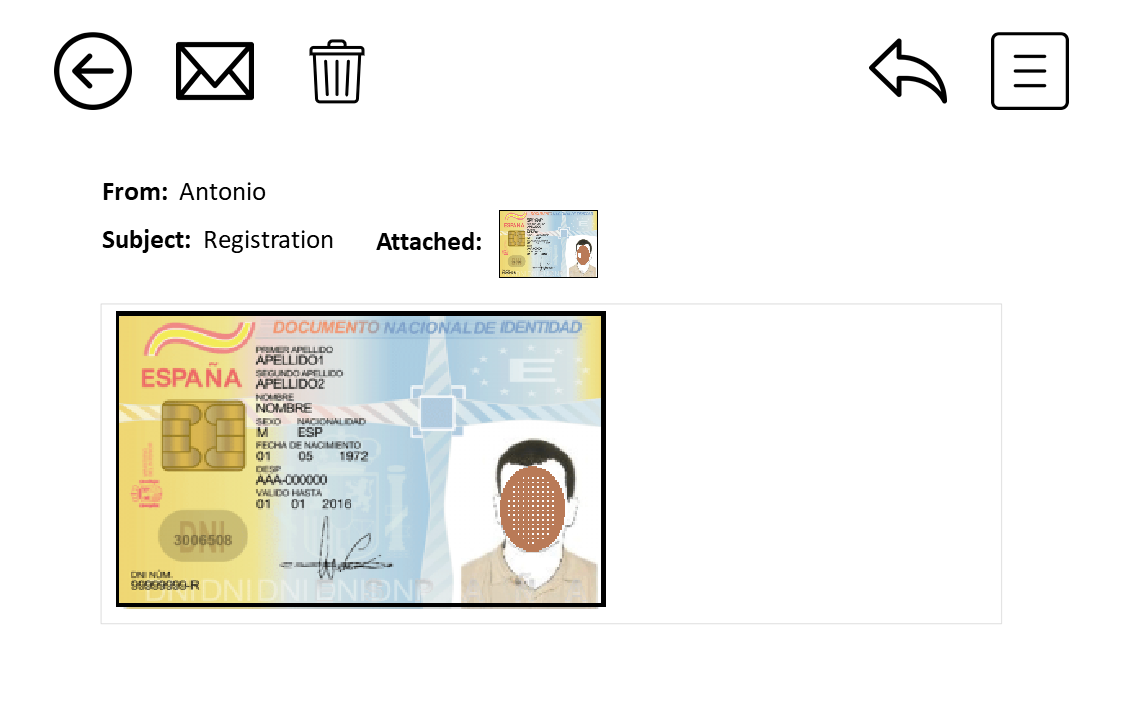 From: Antonio
Subject: Registration
Attached:
DOCUMENTO NACIONAL DE IDENTIDAD
ESPAÑA
PRIMER APELLIDO
APELLIDO1
SEGUNDO APELLIDO
APELLIDO2
NOMBRE
NOMBRE
SEXO NACIONALIDAD
M ESP
FECHA DE NACIMIENTO
01 05 1972
DESP
AAA-000000
VALIDO HASTA
01 01 2016
E
DNI
3006508
DNI NÚM.
99999999-R
DNI DNI DNI DNI DNI